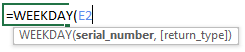 =WEEKDAY(E2
WEEKDAY(serial_number, [return_type])